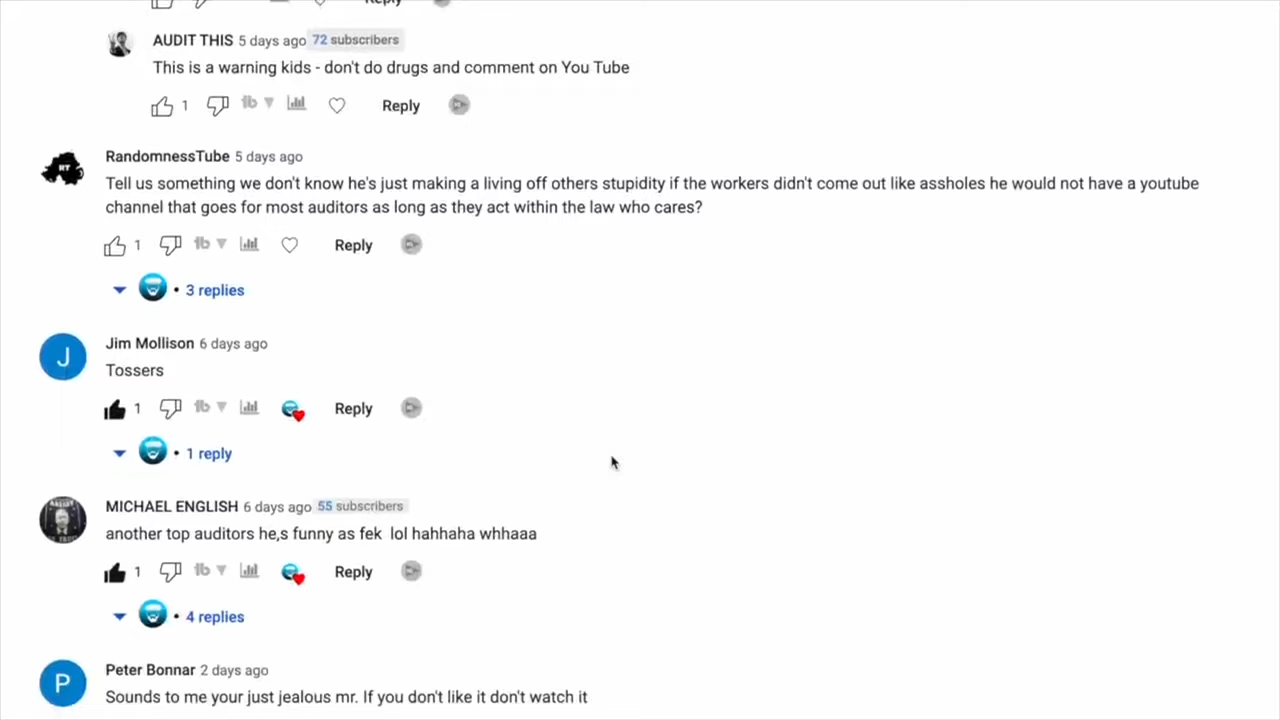 Reply
AUDIT THIS 5 days ago 72 subscribers
This is a warning kids - don't do drugs and comment on You Tube
1 tb Reply
RT
RandomnessTube 5 days ago
Tell us something we don't know he's just making a living off others stupidity if the workers didn't come out like assholes he would not have a youtube
channel that goes for most auditors as long as they act within the law who cares?
1 tb Reply
• 3 replies
J
Jim Mollison 6 days ago
Tossers
1 tb Reply
• 1 reply
MICHAEL ENGLISH 6 days ago 55 subscribers
another top auditors he,s funny as fek lol hahhaha whhaaa
1 tb Reply
• 4 replies
P
Peter Bonnar 2 days ago
Sounds to me your just jealous mr. If you don't like it don't watch it